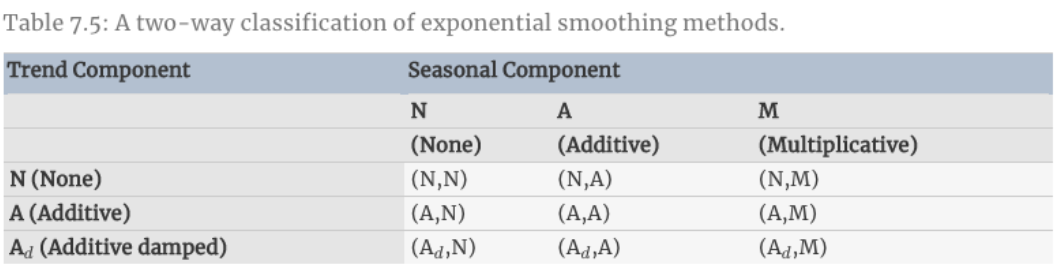 Table 7.5: A two-way classification of exponential smoothing methods.
Trend Component Seasonal Component
N A M
(None) (Additive) (Multiplicative)
N (None) (N,N) (N,A) (N,M)
A (Additive) (A,N) (A,A) (A,M)
A_d (Additive damped) (A_d,N) (A_d,A) (A_d,M)